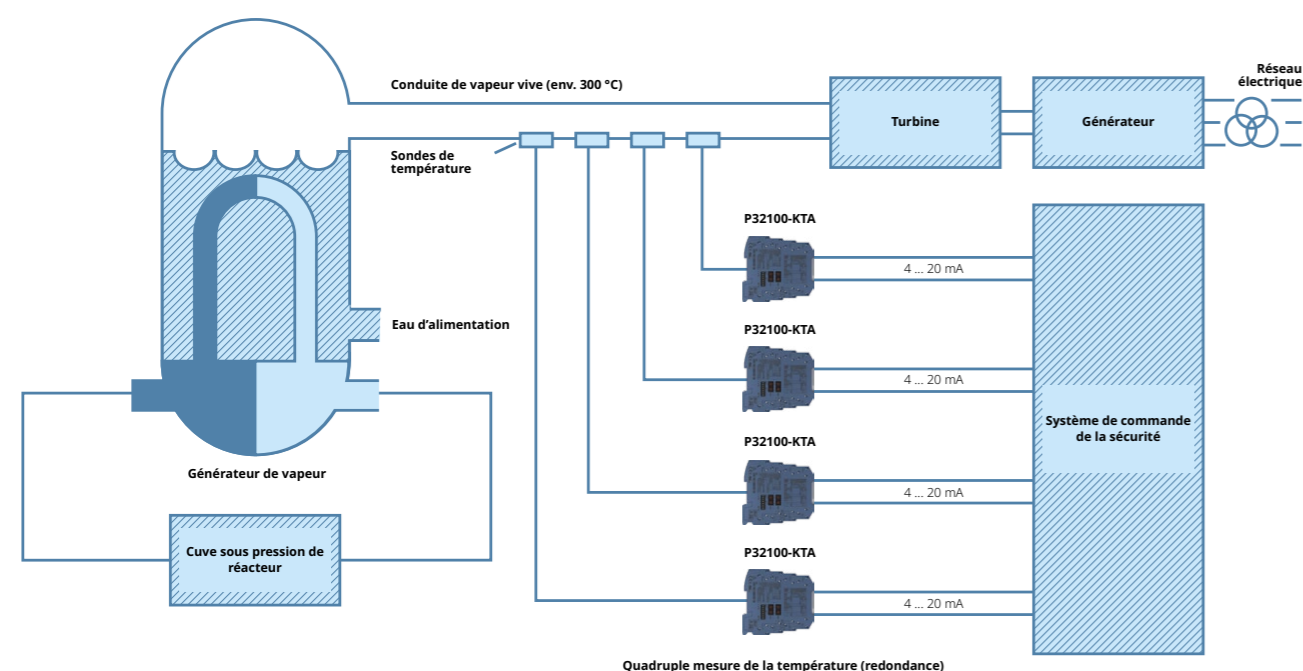 Réseau
électrique
Conduite de vapeur vive (env. 300 °C)
Turbine
Générateur
Sondes de
température
P32100-KTA
4 ... 20 mA
Eau d’alimentation
P32100-KTA
4 ... 20 mA
Système de commande
de la sécurité
P32100-KTA
Générateur de vapeur
4 ... 20 mA
Cuve sous pression de
réacteur
P32100-KTA
4 ... 20 mA
Quadruple mesure de la température (redondance)